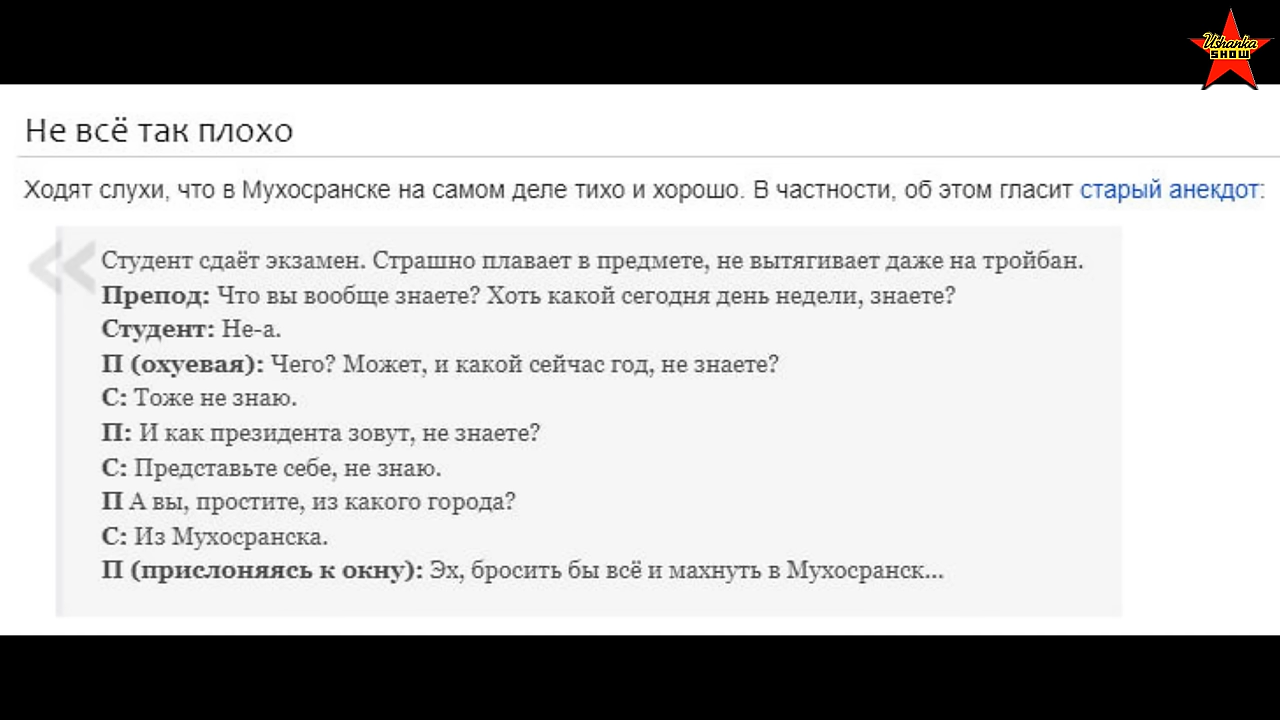 Ushanka
SHOW
Не всё так плохо
Ходят слухи, что в Мухосранске на самом деле тихо и хорошо. В частности, об этом гласит старый анекдот:
«
Студент сдаёт экзамен. Страшно плавает в предмете, не вытягивает даже на тройбан.
Препод: Что вы вообще знаете? Хоть какой сегодня день недели, знаете?
Студент: Не-а.
П (охуевая): Чего? Может, и какой сейчас год, не знаете?
С: Тоже не знаю.
П: И как президента зовут, не знаете?
С: Представьте себе, не знаю.
П А вы, простите, из какого города?
С: Из Мухосранска.
П (прислоняясь к окну): Эх, бросить бы всё и махнуть в Мухосранск...